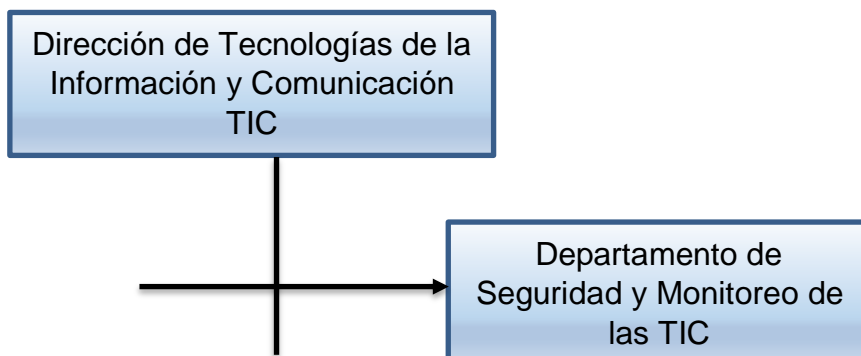 Dirección de Tecnologías de la
Información y Comunicación
TIC
Departamento de
Seguridad y Monitoreo de
las TIC